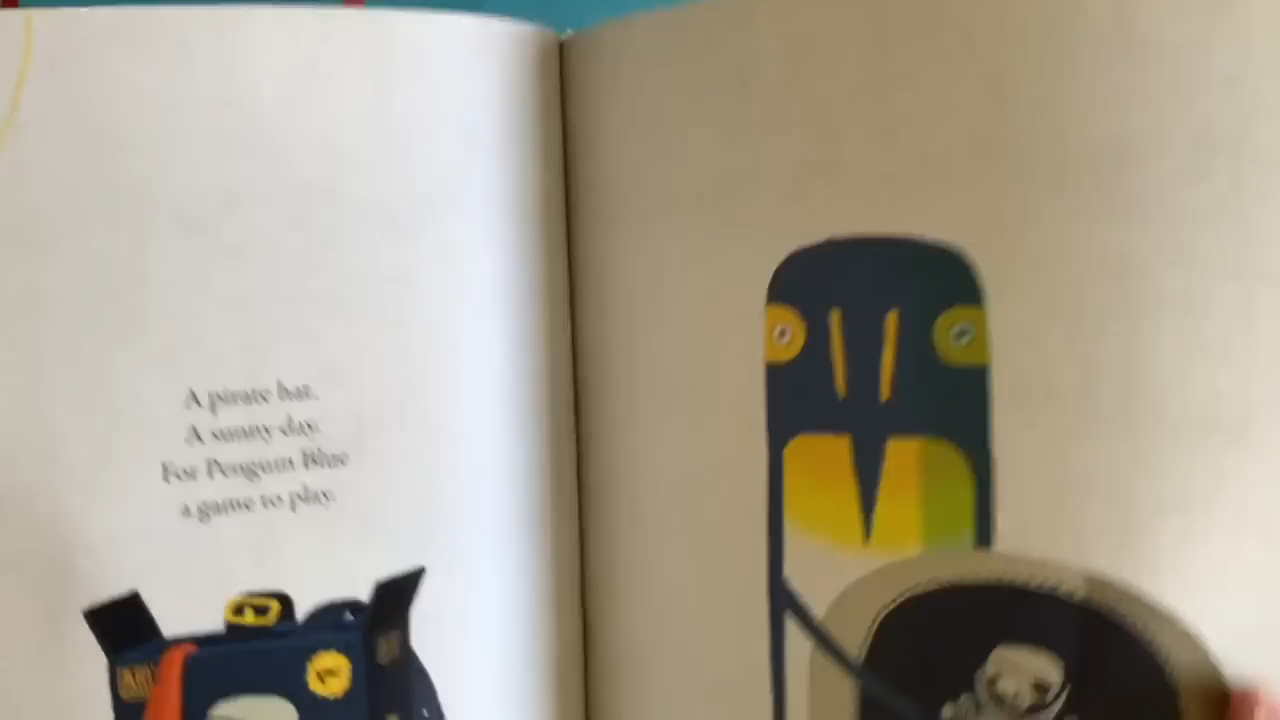 A pirate hat.
A sunny day.
For Penguin Blue
a game to play.